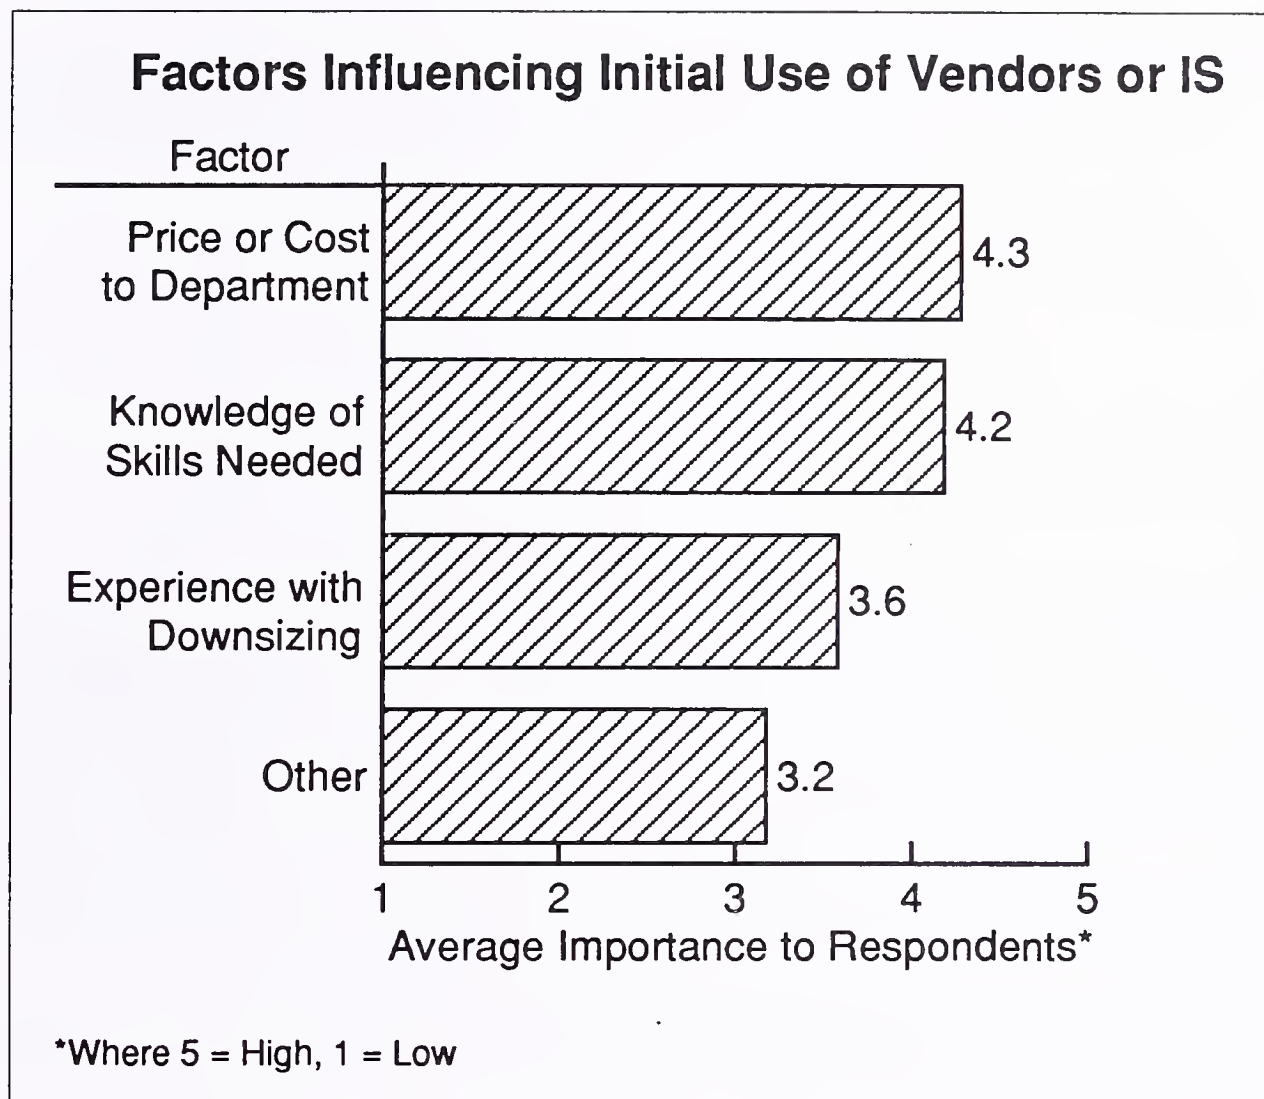 Factors Influencing Initial Use of Vendors or IS
Factor
Price or Cost
to Department
4.3
Knowledge of
Skills Needed
4.2
Experience with
Downsizing
3.6
Other
3.2
1 2 3 4 5
Average Importance to Respondents*
*Where 5 = High, 1 = Low